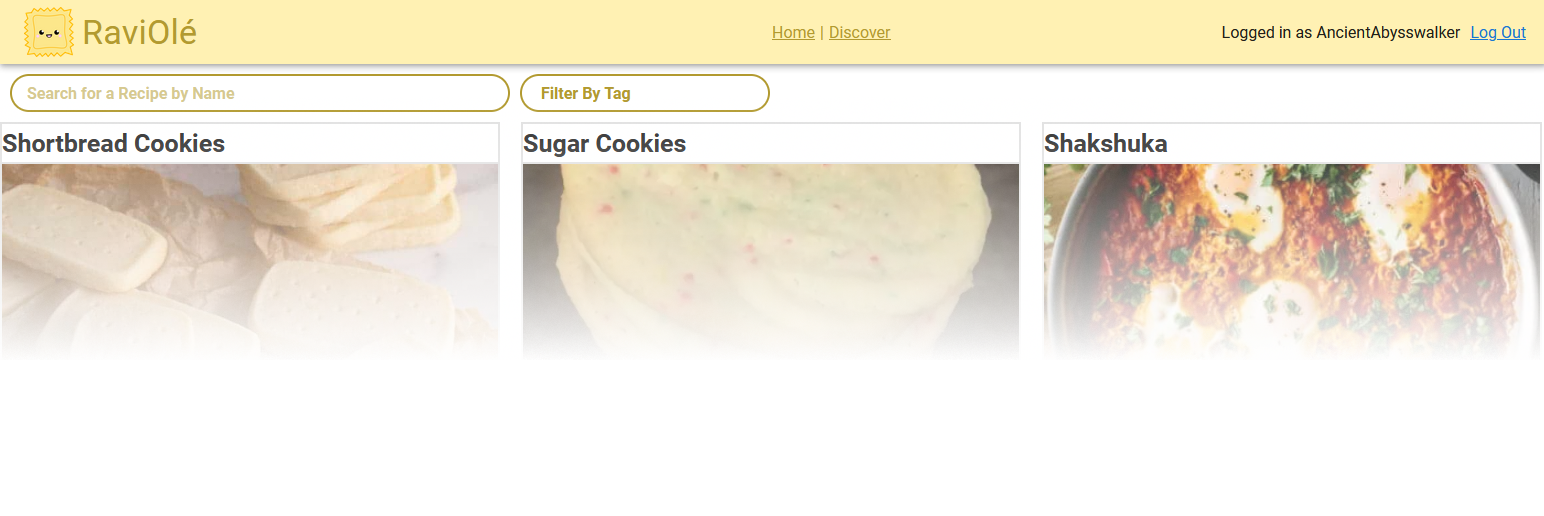 RaviOlé
Home | Discover
Logged in as AncientAbysswalker Log Out
Search for a Recipe by Name
Filter By Tag
Shortbread Cookies
Sugar Cookies
Shakshuka